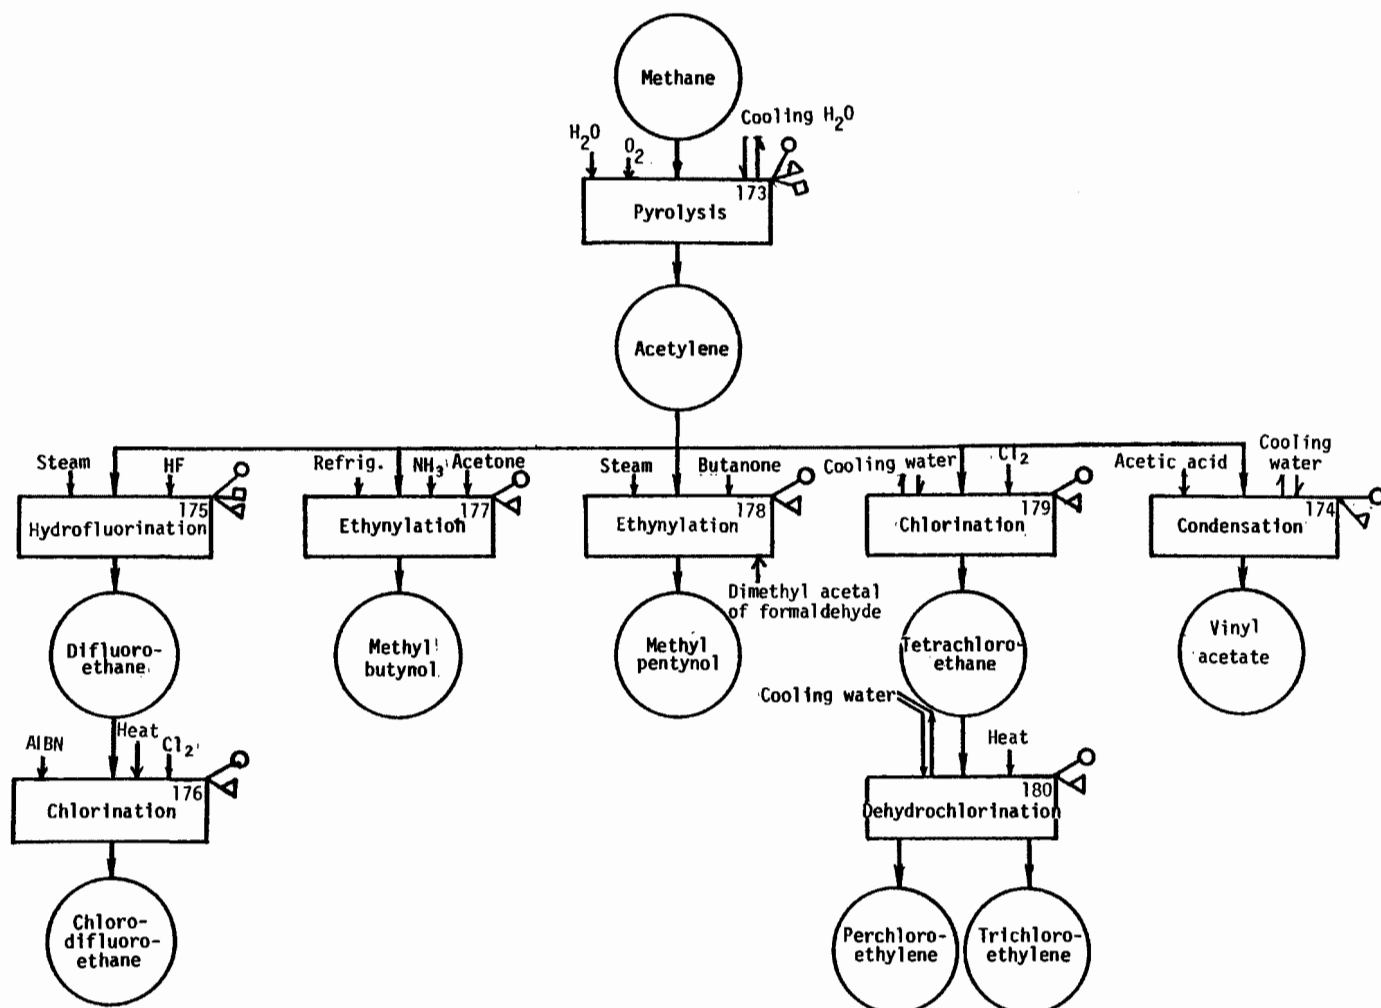 Methane
H2O
O2
Cooling H2O
173
Pyrolysis
Acetylene
Steam
HF
175
Hydrofluorination
Refrig.
NH3
Acetone
177
Ethynylation
Steam
Butanone
178
Ethynylation
Dimethyl acetal
of formaldehyde
Cooling water
Cl2
179
Chlorination
Acetic acid
Cooling
water
174
Condensation
Difluoro-
ethane
Methyl
butynol
Methyl
pentynol
Tetrachloro-
ethane
Vinyl
acetate
AIBN
Heat
Cl2
176
Chlorination
Cooling water
Heat
180
Dehydrochlorination
Chloro-
difluoro-
ethane
Perchloro-
ethylene
Trichloro-
ethylene